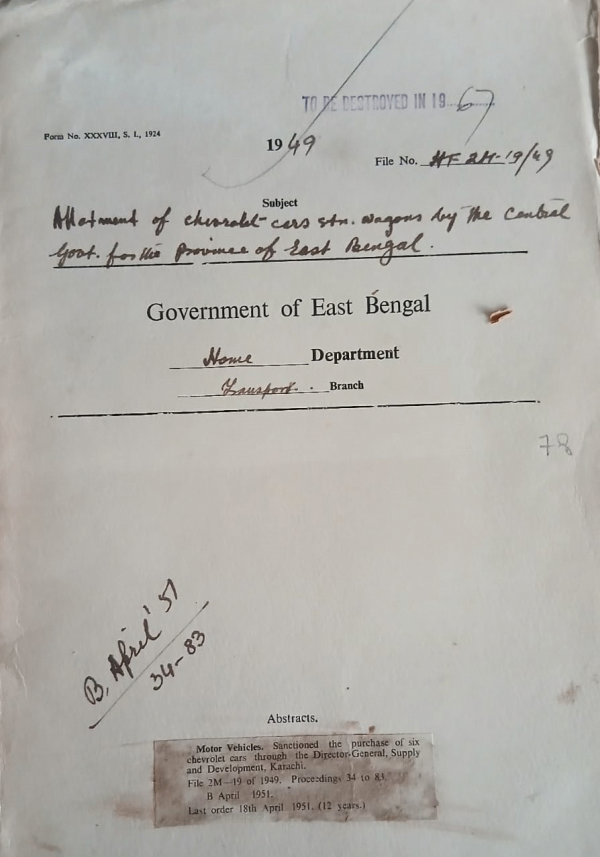 TO BE DESTROYED IN 19 67
Form No. XXXVIII, S. I., 1924
1949
File No. HF 2M-19/49
Subject
Allotment of chevrolet cars stn. wagons by the Central
Govt. for the Province of East Bengal.
Government of East Bengal
Home Department
Transport. Branch
78
B, April '51
34-83
Abstracts.
Motor Vehicles. Sanctioned the purchase of six
chevrolet cars through the Director-General, Supply
and Development, Karachi.
File 2M—19 of 1949. Proceedings 34 to 83.
B April 1951.
Last order 18th April 1951. (12 years.)